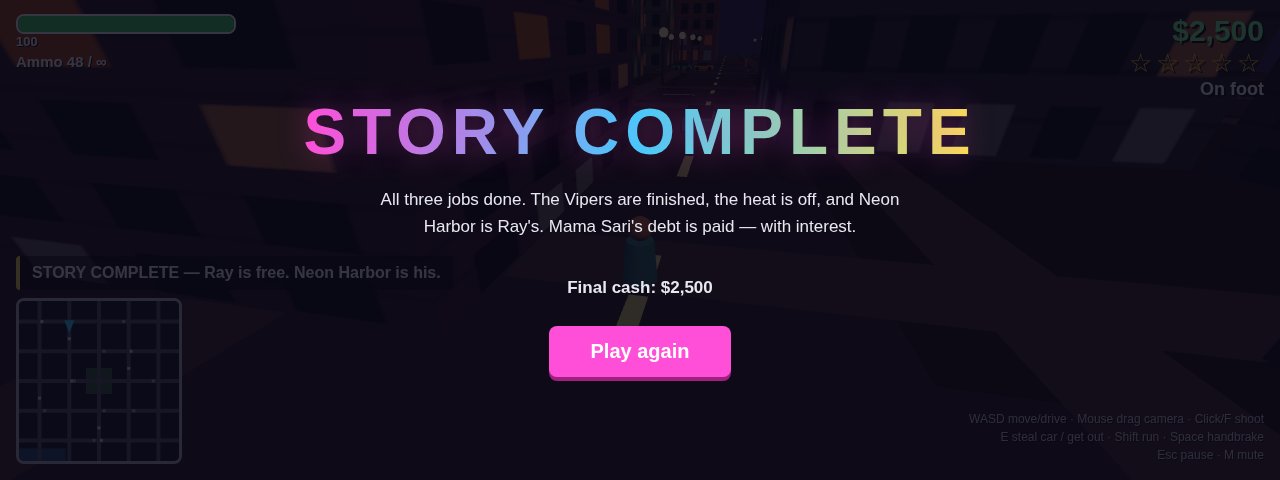 100
Ammo 48 / ∞
$2,500
☆☆☆☆☆
On foot
STORY COMPLETE
All three jobs done. The Vipers are finished, the heat is off, and Neon
Harbor is Ray's. Mama Sari's debt is paid — with interest.
STORY COMPLETE — Ray is free. Neon Harbor is his.
Final cash: $2,500
Play again
WASD move/drive · Mouse drag camera · Click/F shoot
E steal car / get out · Shift run · Space handbrake
Esc pause · M mute